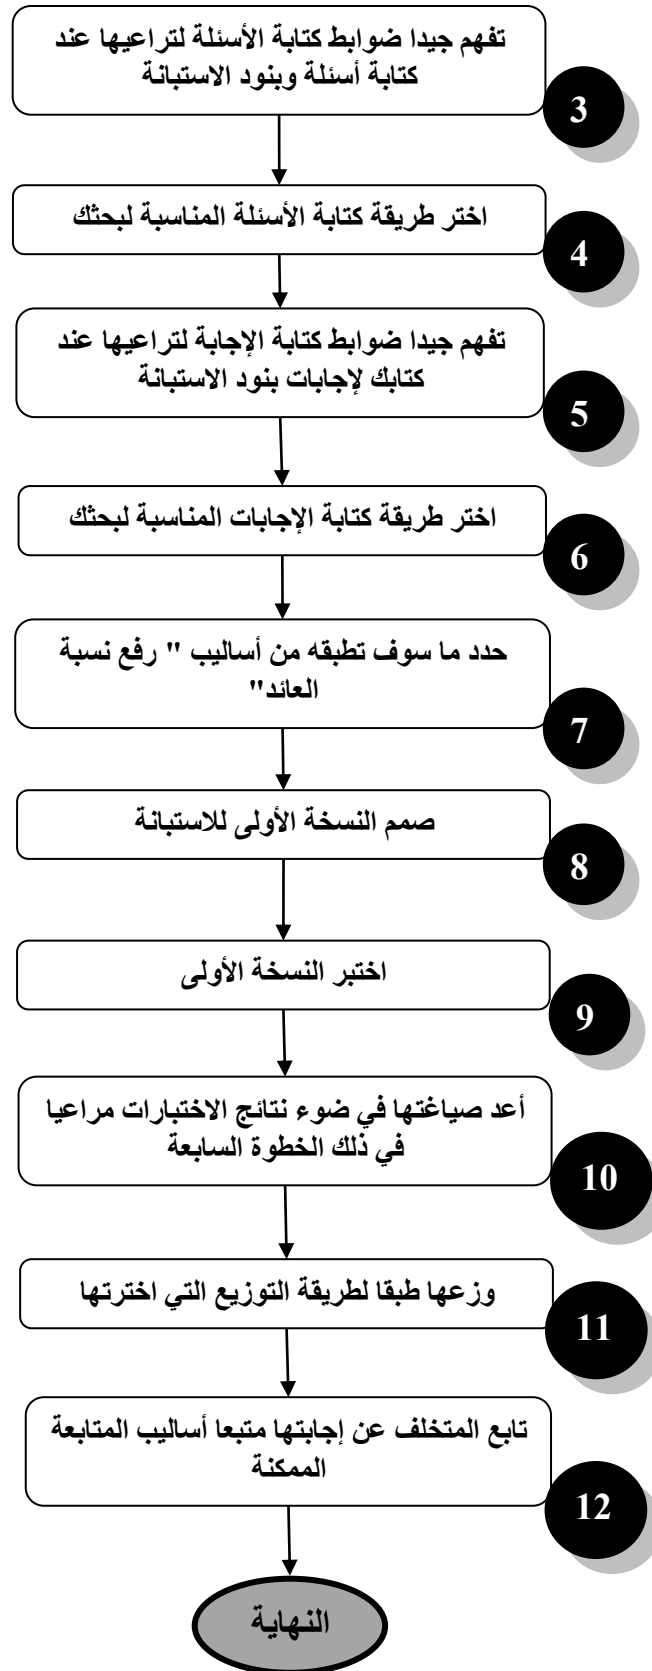 تفهم جيدا ضوابط كتابة الأسئلة لتراعيها عند
كتابة أسئلة وبنود الاستبانة
3
اختر طريقة كتابة الأسئلة المناسبة لبحثك
4
تفهم جيدا ضوابط كتابة الإجابة لتراعيها عند
كتابك لإجابات بنود الاستبانة
5
اختر طريقة كتابة الإجابات المناسبة لبحثك
6
حدد ما سوف تطبقه من أساليب " رفع نسبة
العائد"
7
صمم النسخة الأولى للاستبانة
8
اختبر النسخة الأولى
9
أعد صياغتها في ضوء نتائج الاختبارات مراعيا
في ذلك الخطوة السابعة
10
وزعها طبقا لطريقة التوزيع التي اخترتها
11
تابع المتخلف عن إجابتها متبعا أساليب المتابعة
الممكنة
12
النهاية